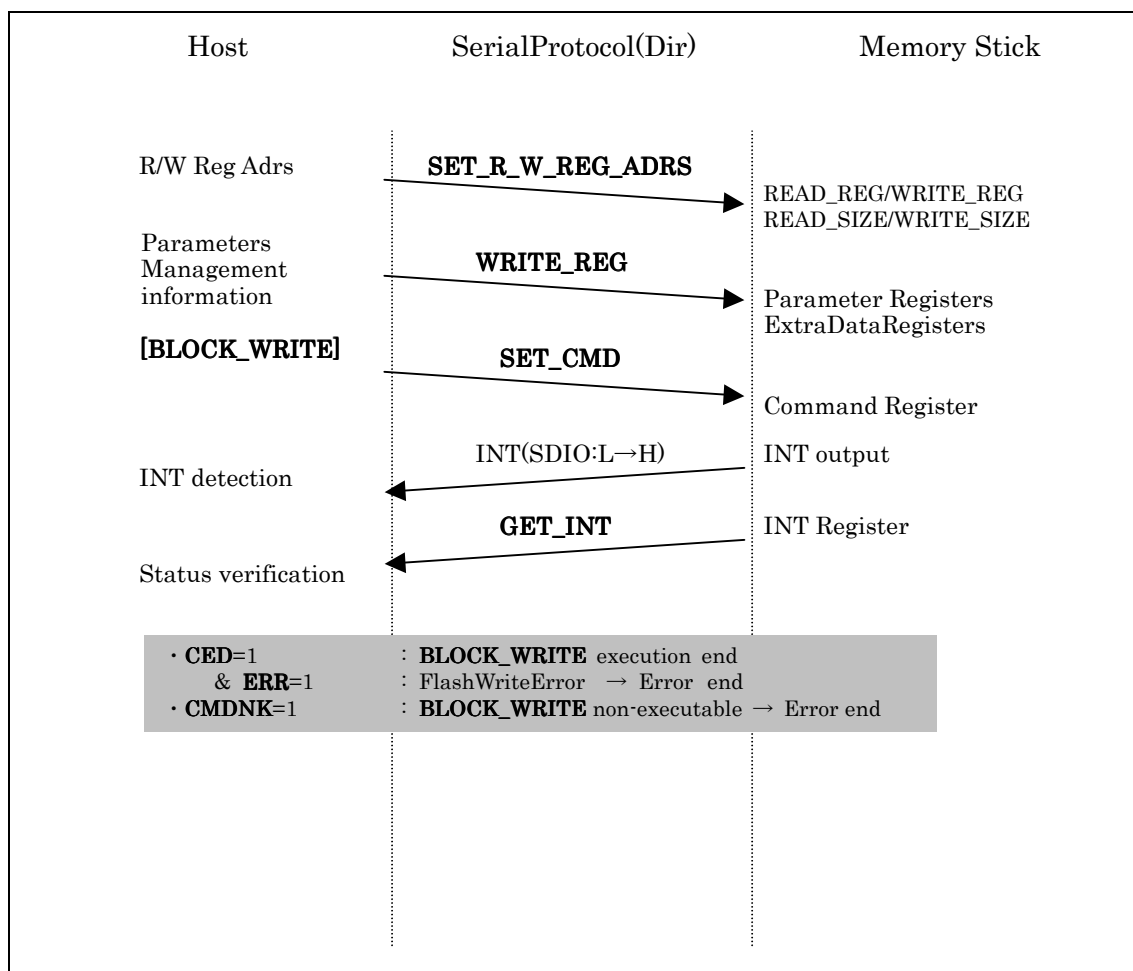 Host SerialProtocol(Dir) Memory Stick
R/W Reg Adrs SET_R_W_REG_ADRS
READ_REG/WRITE_REG
READ_SIZE/WRITE_SIZE
Parameters
Management
information
WRITE_REG
Parameter Registers
ExtraDataRegisters
[BLOCK_WRITE]
SET_CMD
Command Register
INT(SDIO:L→H) INT output
INT detection
GET_INT INT Register
Status verification
・CED=1 : BLOCK_WRITE execution end
& ERR=1 : FlashWriteError → Error end
・CMDNK=1 : BLOCK_WRITE non-executable → Error end